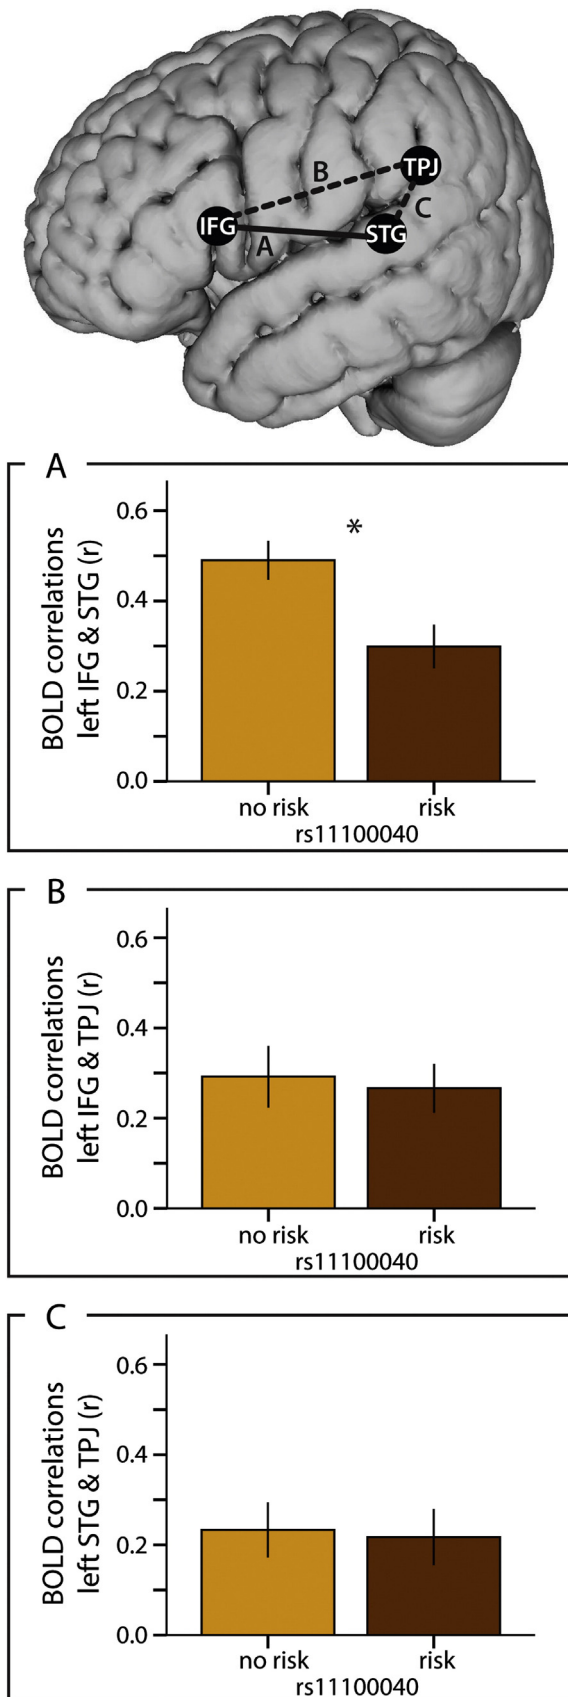 TPJ
B
C
IFG
STG
A
A
BOLD correlations
left IFG & STG (r)
0.6
*
0.4
0.2
0.0
no risk risk
rs11100040
B
BOLD correlations
left IFG & TPJ (r)
0.6
0.4
0.2
0.0
no risk risk
rs11100040
C
BOLD correlations
left STG & TPJ (r)
0.6
0.4
0.2
0.0
no risk risk
rs11100040